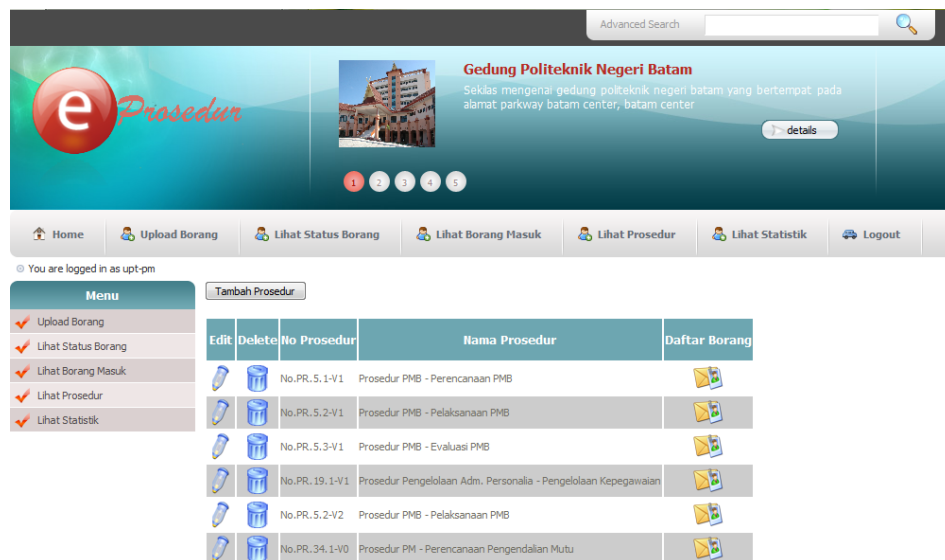 Advanced Search
e Prosedur
Gedung Politeknik Negeri Batam
Sekilas mengenai gedung politeknik negeri batam yang bertempat pada
alamat parkway batam center, batam center
details
1 2 3 4 5
Home Upload Borang Lihat Status Borang Lihat Borang Masuk Lihat Prosedur Lihat Statistik Logout
You are logged in as upt-pm
Menu
Upload Borang
Lihat Status Borang
Lihat Borang Masuk
Lihat Prosedur
Lihat Statistik
Tambah Prosedur
Edit Delete No Prosedur Nama Prosedur Daftar Borang
No.PR.5.1-V1 Prosedur PMB - Perencanaan PMB
No.PR.5.2-V1 Prosedur PMB - Pelaksanaan PMB
No.PR.5.3-V1 Prosedur PMB - Evaluasi PMB
No.PR.19.1-V1 Prosedur Pengelolaan Adm. Personalia - Pengelolaan Kepegawaian
No.PR.5.2-V2 Prosedur PMB - Pelaksanaan PMB
No.PR.34.1-V0 Prosedur PM - Perencanaan Pengendalian Mutu